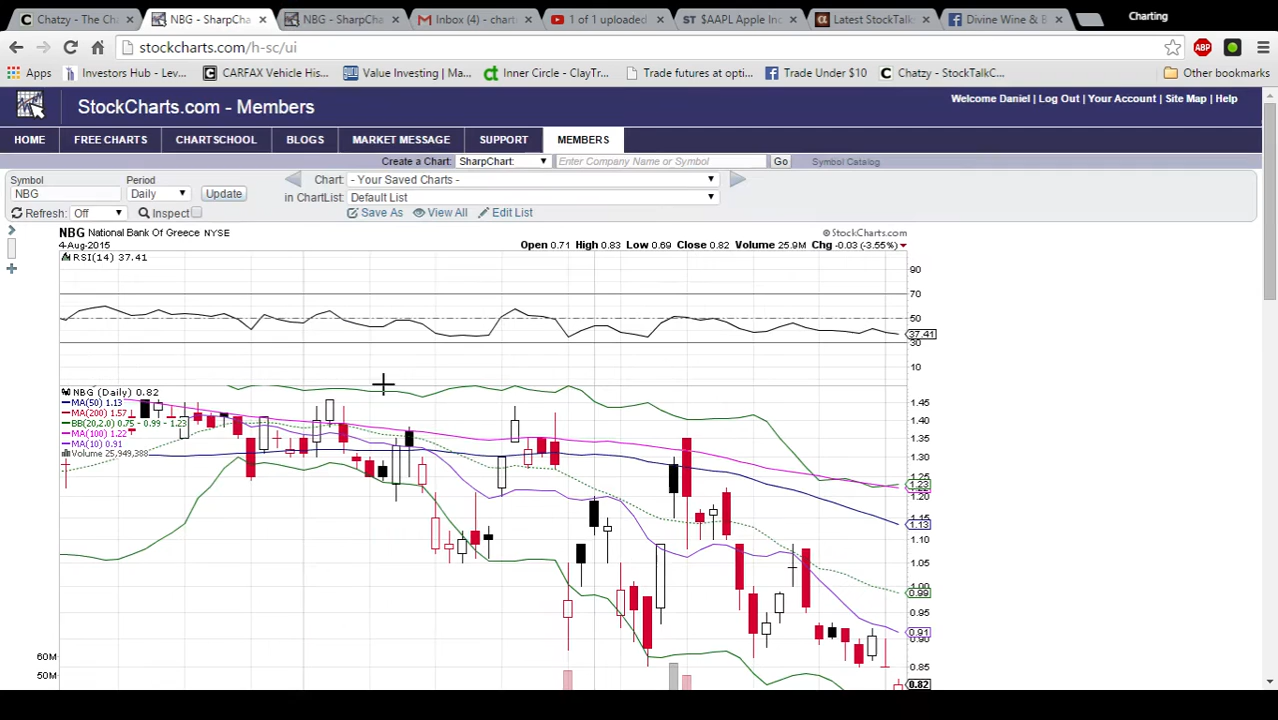 Chatzy - The Cha
NBG - SharpChar
NBG - SharpCha
Inbox (4) - charti
1 of 1 uploaded
ST $AAPL Apple Inc
Latest StockTalks
Divine Wine & B
Charting
stockcharts.com/h-sc/ui
ABP
Apps
Investors Hub - Lev...
CARFAX Vehicle His...
Value Investing | Ma...
Inner Circle - ClayTr...
Trade futures as opti...
Trade Under $10
Chatzy - StockTalkC...
Other bookmarks
StockCharts.com - Members
Welcome Daniel | Log Out | Your Account | Site Map | Help
HOME FREE CHARTS CHARTSCHOOL BLOGS MARKET MESSAGE SUPPORT MEMBERS
Create a Chart: SharpChart: Enter Company Name or Symbol Go Symbol Catalog
Symbol Period
Chart: - Your Saved Charts -
NBG Daily Update
in ChartList: Default List
Refresh: Off Inspect
Save As View All Edit List
NBG National Bank Of Greece NYSE
© StockCharts.com
4-Aug-2015
Open 0.71 High 0.83 Low 0.69 Close 0.82 Volume 25.9M Chg -0.03 (-3.55%)
RSI(14) 37.41
90
70
50
37.41
30
10
NBG (Daily) 0.82
MA(50) 1.13
MA(200) 1.57
BB(20,2.0) 0.75 - 0.99 - 1.23
MA(100) 1.22
MA(10) 0.91
Volume 25,949,388
1.45
1.40
1.35
1.30
1.25
1.23
1.20
1.15
1.13
1.10
1.05
1.00
0.99
0.95
0.91
0.90
0.85
0.82
60M
50M